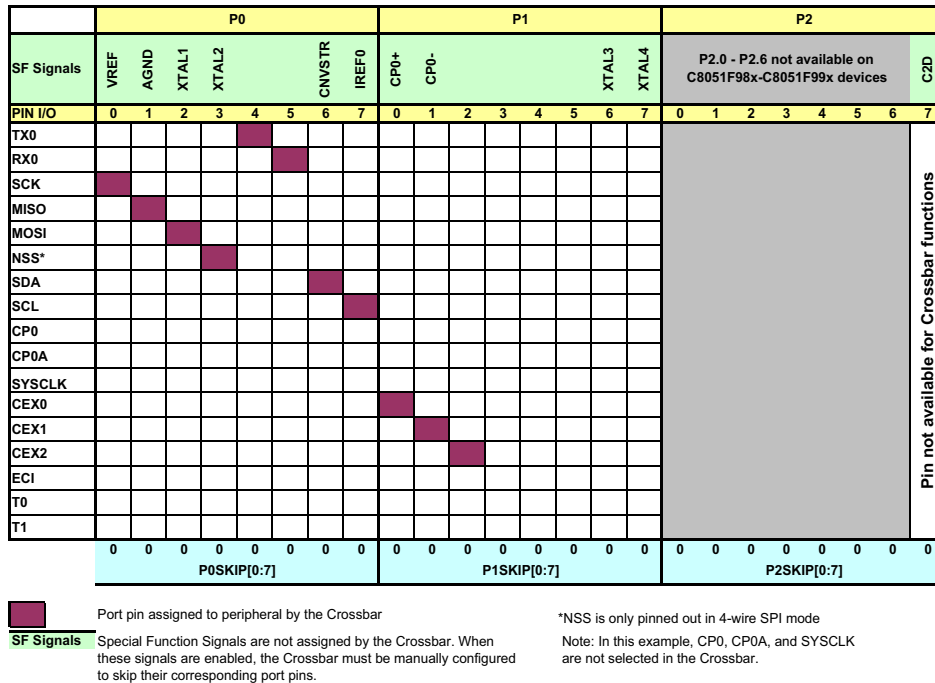 P0 P1 P2
SF Signals VREF AGND XTAL1 XTAL2 CNVSTR IREF0 CP0+ CP0- XTAL3 XTAL4 P2.0 - P2.6 not available on C2D
C8051F98x-C8051F99x devices
PIN I/O 0 1 2 3 4 5 6 7 0 1 2 3 4 5 6 7 0 1 2 3 4 5 6 7
TX0
RX0
SCK
MISO
MOSI
NSS*
SDA
SCL
CP0
CP0A
SYSCLK
CEX0
CEX1
CEX2
ECI
T0
T1
Pin not available for Crossbar functions
0 0 0 0 0 0 0 0 0 0 0 0 0 0 0 0 0 0 0 0 0 0 0 0
P0SKIP[0:7] P1SKIP[0:7] P2SKIP[0:7]
Port pin assigned to peripheral by the Crossbar
SF Signals Special Function Signals are not assigned by the Crossbar. When
these signals are enabled, the Crossbar must be manually configured
to skip their corresponding port pins.
*NSS is only pinned out in 4-wire SPI mode
Note: In this example, CP0, CP0A, and SYSCLK
are not selected in the Crossbar.